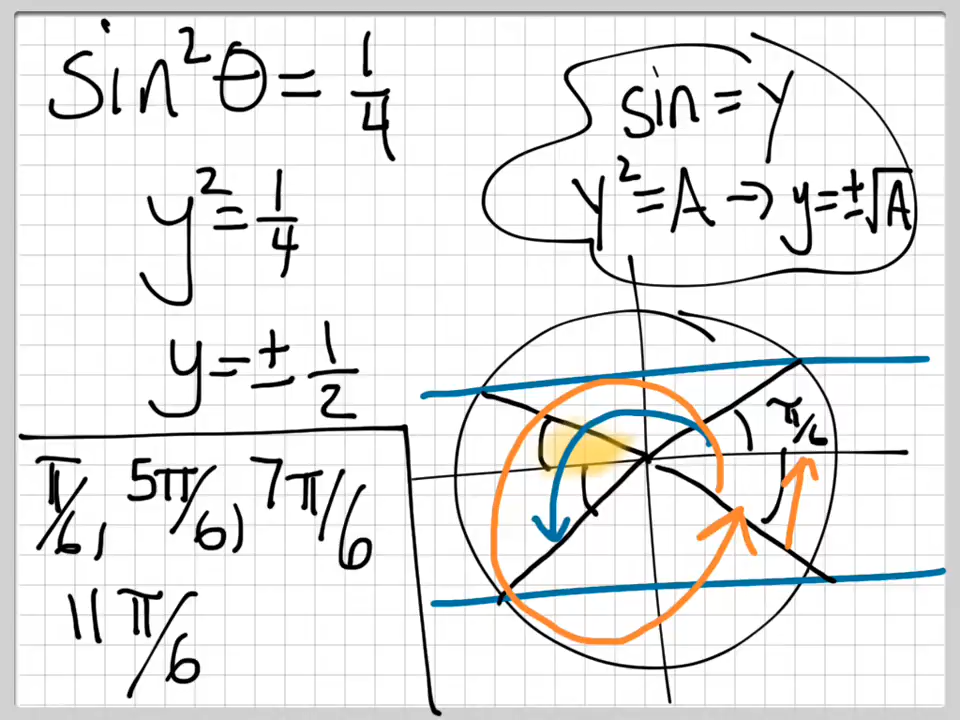 sin²θ = 1/4
y² = 1/4
y = ± 1/2
π/6, 5π/6, 7π/6
11π/6
sin = y
y² = A → y = ±√A
π/6